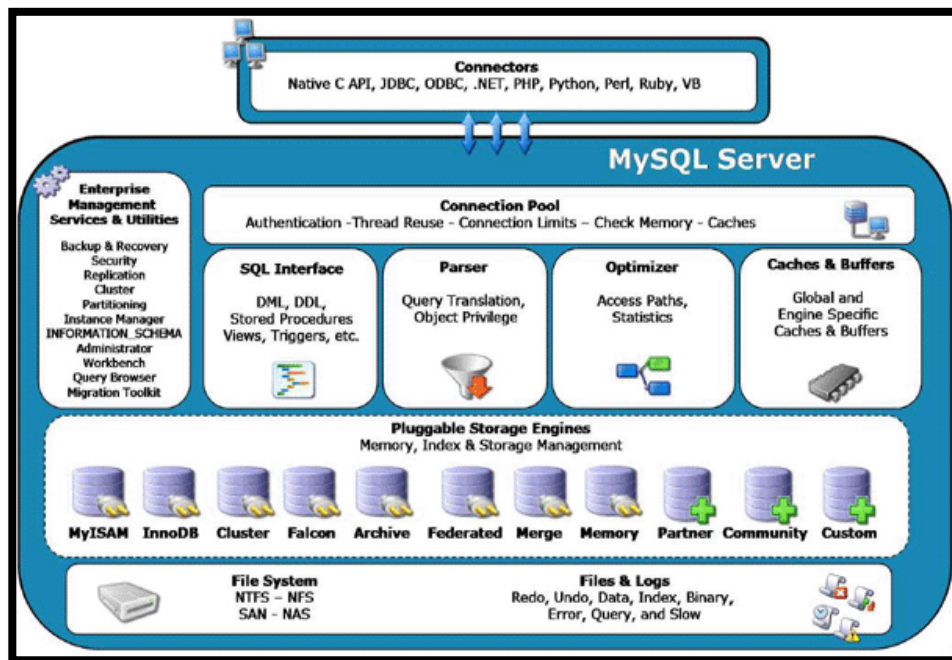 Connectors
Native C API, JDBC, ODBC, .NET, PHP, Python, Perl, Ruby, VB
MySQL Server
Enterprise
Management
Services & Utilities
Backup & Recovery
Security
Replication
Cluster
Partitioning
Instance Manager
INFORMATION_SCHEMA
Administrator
Workbench
Query Browser
Migration Toolkit
Connection Pool
Authentication -Thread Reuse - Connection Limits – Check Memory - Caches
SQL Interface
DML, DDL,
Stored Procedures
Views, Triggers, etc.
Parser
Query Translation,
Object Privilege
Optimizer
Access Paths,
Statistics
Caches & Buffers
Global and
Engine Specific
Caches & Buffers
Pluggable Storage Engines
Memory, Index & Storage Management
MyISAM InnoDB Cluster Falcon Archive Federated Merge Memory Partner Community Custom
File System
NTFS – NFS
SAN - NAS
Files & Logs
Redo, Undo, Data, Index, Binary,
Error, Query, and Slow